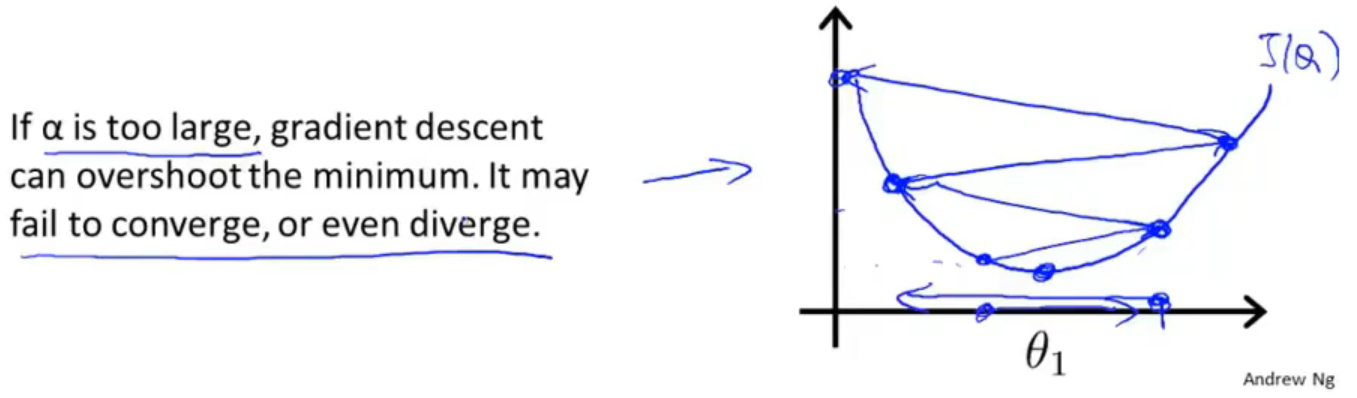 If α is too large, gradient descent
can overshoot the minimum. It may
fail to converge, or even diverge.
J(θ)
θ₁
Andrew Ng